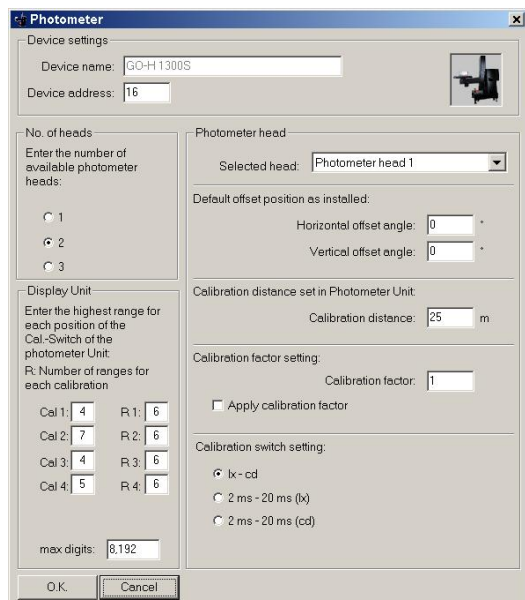 Photometer
Device settings
Device name: GO-H 1300S
Device address: 16
No. of heads
Enter the number of
available photometer
heads:
1
2
3
Display Unit
Enter the highest range for
each position of the
Cal.-Switch of the
photometer Unit:
R: Number of ranges for
each calibration
Cal 1: 4 R 1: 6
Cal 2: 7 R 2: 6
Cal 3: 4 R 3: 6
Cal 4: 5 R 4: 6
max digits: 8,192
Photometer head
Selected head: Photometer head 1
Default offset position as installed:
Horizontal offset angle: 0 °
Vertical offset angle: 0 °
Calibration distance set in Photometer Unit:
Calibration distance: 25 m
Calibration factor setting:
Calibration factor: 1
Apply calibration factor
Calibration switch setting:
lx - cd
2 ms - 20 ms (lx)
2 ms - 20 ms (cd)
O.K. Cancel